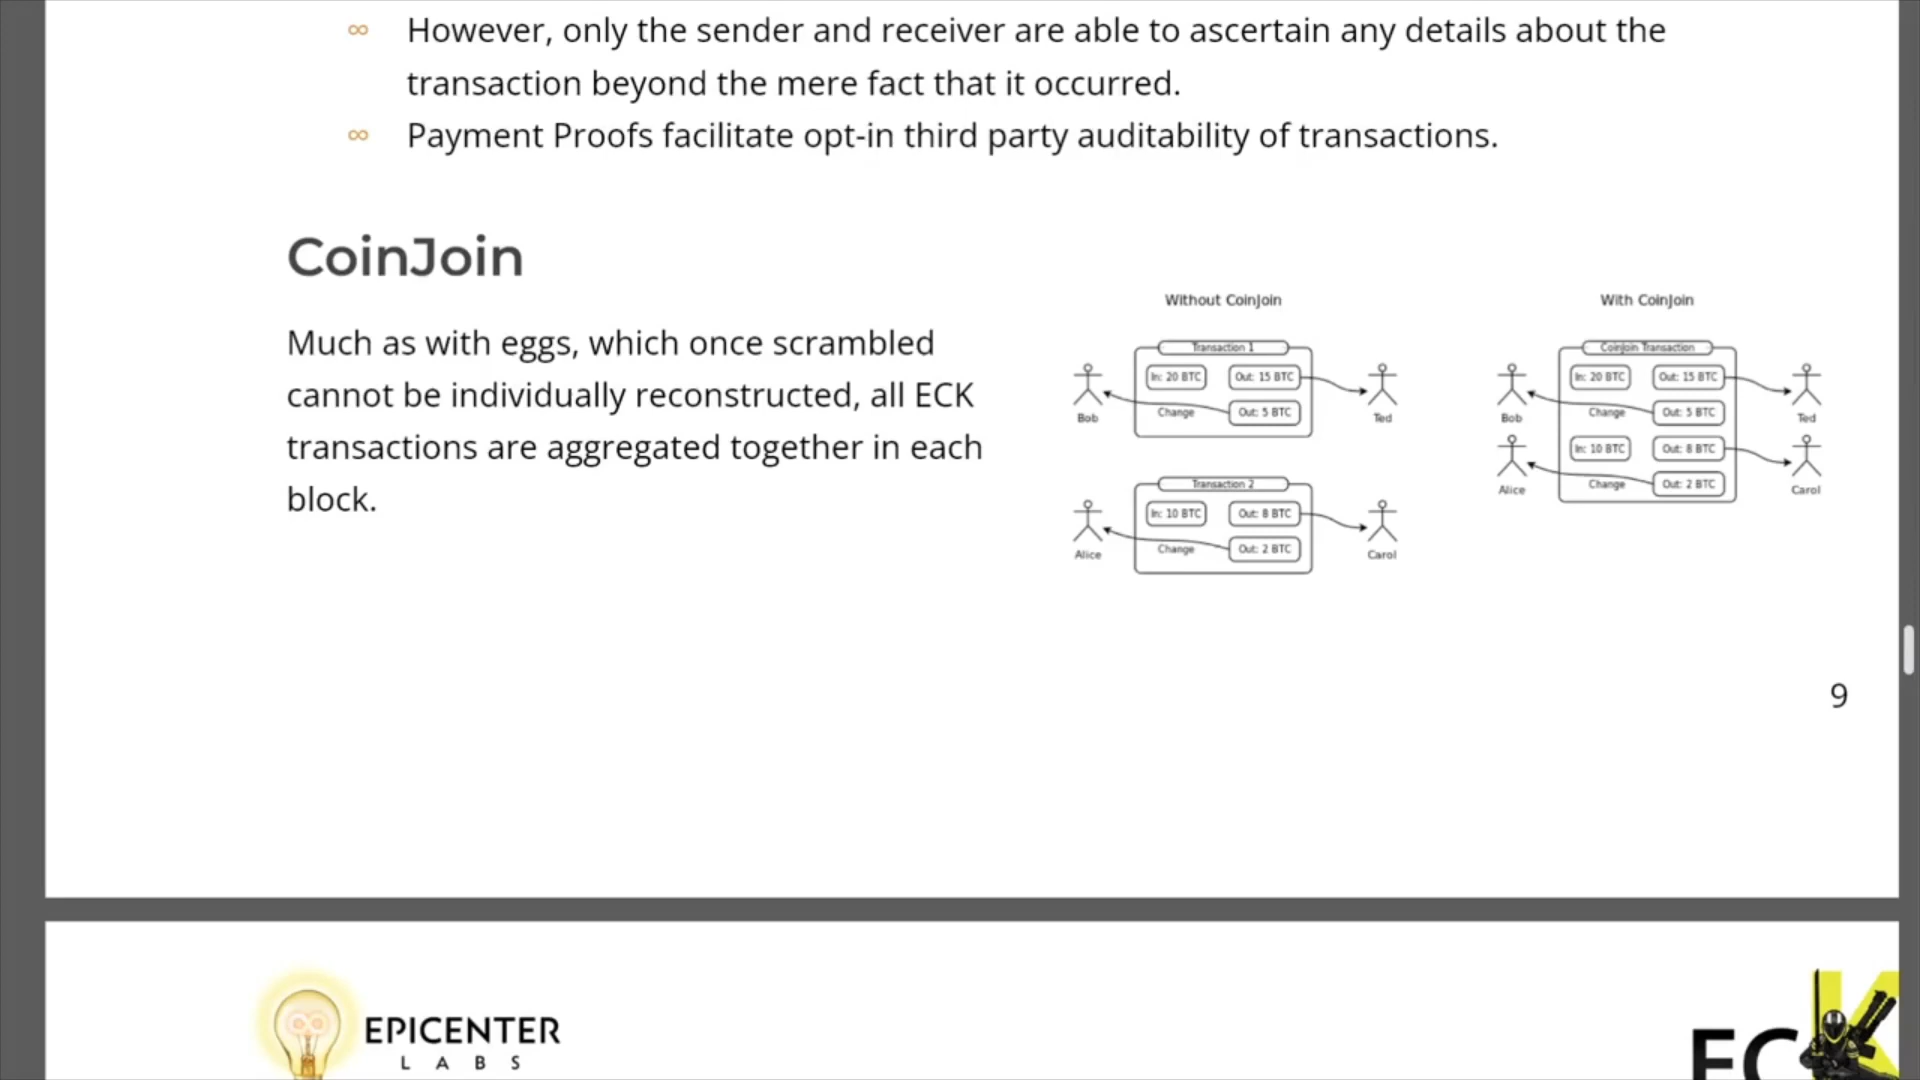 ∞ However, only the sender and receiver are able to ascertain any details about the
transaction beyond the mere fact that it occurred.
∞ Payment Proofs facilitate opt-in third party auditability of transactions.
CoinJoin
Much as with eggs, which once scrambled
cannot be individually reconstructed, all ECK
transactions are aggregated together in each
block.
Without CoinJoin
Transaction 1
In: 20 BTC Out: 15 BTC
Change Out: 5 BTC
Bob Ted
Transaction 2
In: 10 BTC Out: 8 BTC
Change Out: 2 BTC
Alice Carol
With CoinJoin
CoinJoin Transaction
In: 20 BTC Out: 15 BTC
Change Out: 5 BTC
Bob Ted
In: 10 BTC Out: 8 BTC
Change Out: 2 BTC
Alice Carol
9
EPICENTER
LABS
ECK